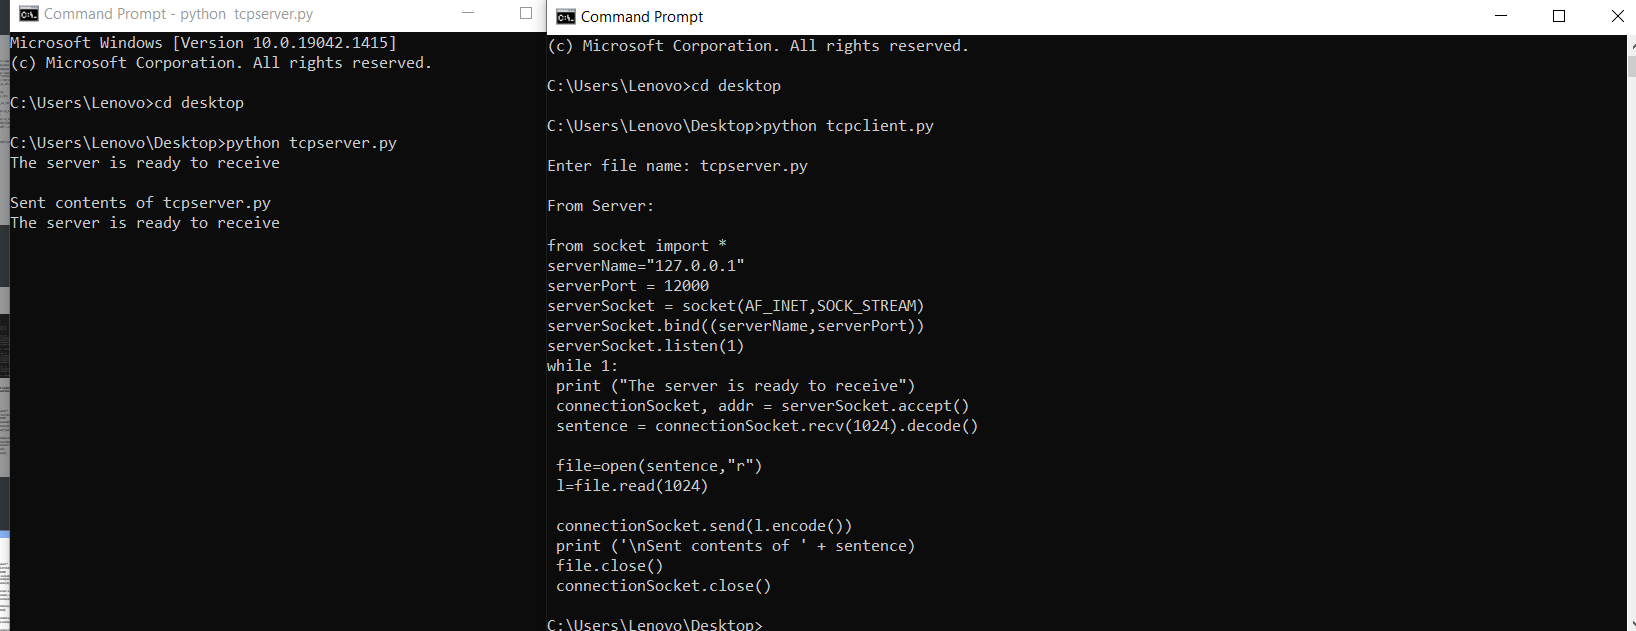 Command Prompt - python  tcpserver.py
Microsoft Windows [Version 10.0.19042.1415]
(c) Microsoft Corporation. All rights reserved.
C:\Users\Lenovo>cd desktop
C:\Users\Lenovo\Desktop>python tcpserver.py
The server is ready to receive
Sent contents of tcpserver.py
The server is ready to receive
Command Prompt
(c) Microsoft Corporation. All rights reserved.
C:\Users\Lenovo>cd desktop
C:\Users\Lenovo\Desktop>python tcpclient.py
Enter file name: tcpserver.py
From Server:
from socket import *
serverName="127.0.0.1"
serverPort = 12000
serverSocket = socket(AF_INET,SOCK_STREAM)
serverSocket.bind((serverName,serverPort))
serverSocket.listen(1)
while 1:
 print ("The server is ready to receive")
 connectionSocket, addr = serverSocket.accept()
 sentence = connectionSocket.recv(1024).decode()
 file=open(sentence,"r")
 l=file.read(1024)
 connectionSocket.send(l.encode())
 print ('\nSent contents of ' + sentence)
 file.close()
 connectionSocket.close()
C:\Users\Lenovo\Desktop>